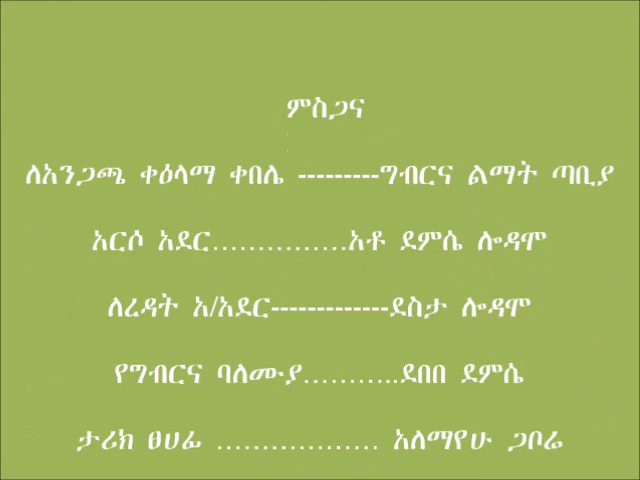 ምስጋና
ለአንጋጫ ቀዕላማ ቀበሌ ---------ግብርና ልማት ጣቢያ
አርሶ አደር……………አቶ ደምሴ ሎዳሞ
ለረዳት አ/አደር-------------ደስታ ሎዳሞ
የግብርና ባለሙያ………..ደበበ ደምሴ
ታሪክ ፀሀፊ ……………… አለማየሁ ጋቦሬ